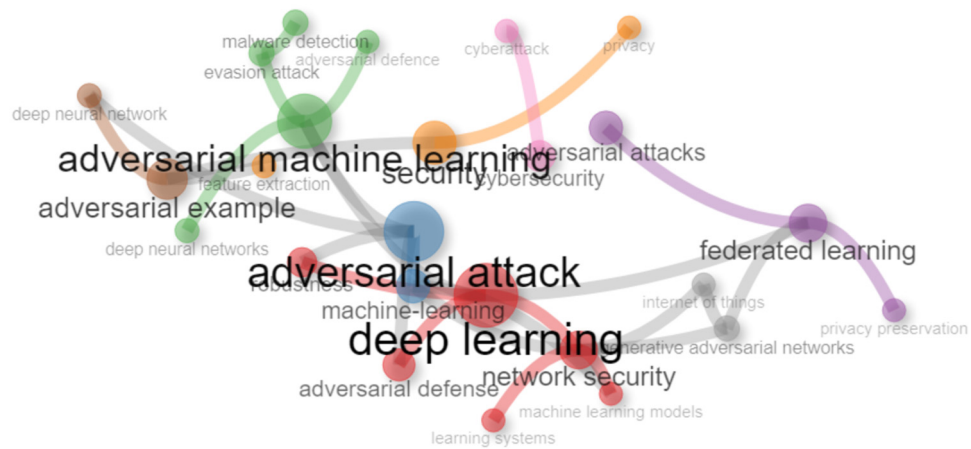 malware detection
adversarial defence
evasion attack
cyberattack
privacy
deep neural network
adversarial machine learning
adversarial attacks
security
cybersecurity
feature extraction
adversarial example
deep neural networks
federated learning
adversarial attack
robustness
internet of things
machine-learning
privacy preservation
deep learning
generative adversarial networks
network security
adversarial defense
machine learning models
learning systems